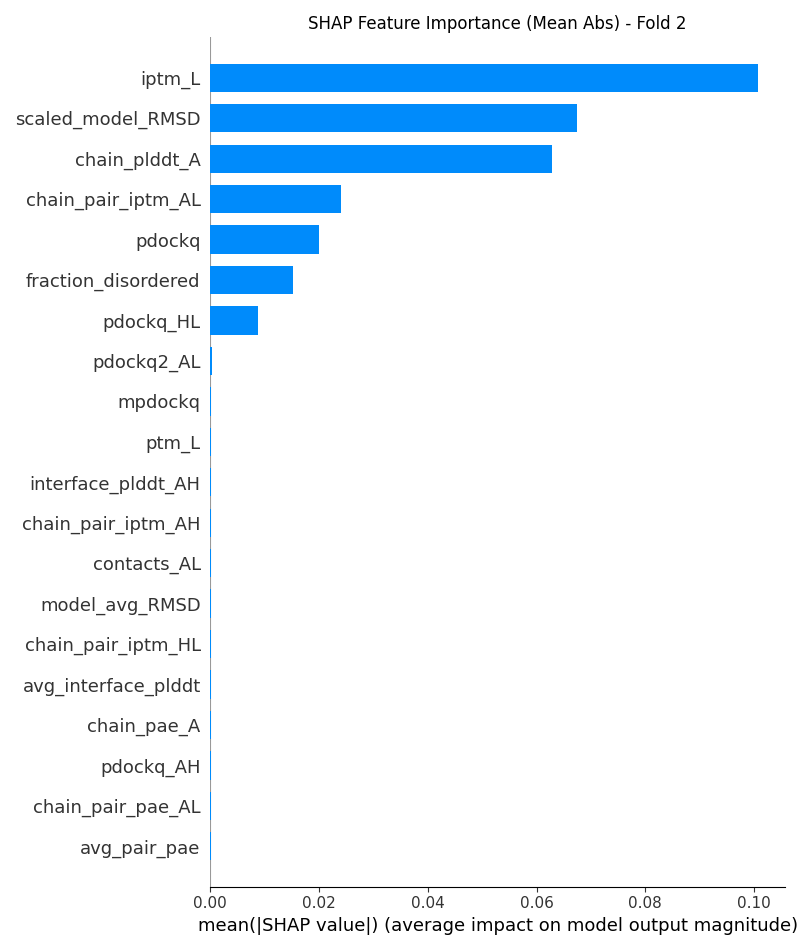 SHAP Feature Importance (Mean Abs) - Fold 2
iptm_L
scaled_model_RMSD
chain_plddt_A
chain_pair_iptm_AL
pdockq
fraction_disordered
pdockq_HL
pdockq2_AL
mpdockq
ptm_L
interface_plddt_AH
chain_pair_iptm_AH
contacts_AL
model_avg_RMSD
chain_pair_iptm_HL
avg_interface_plddt
chain_pae_A
pdockq_AH
chain_pair_pae_AL
avg_pair_pae
0.00 0.02 0.04 0.06 0.08 0.10
mean(|SHAP value|) (average impact on model output magnitude)